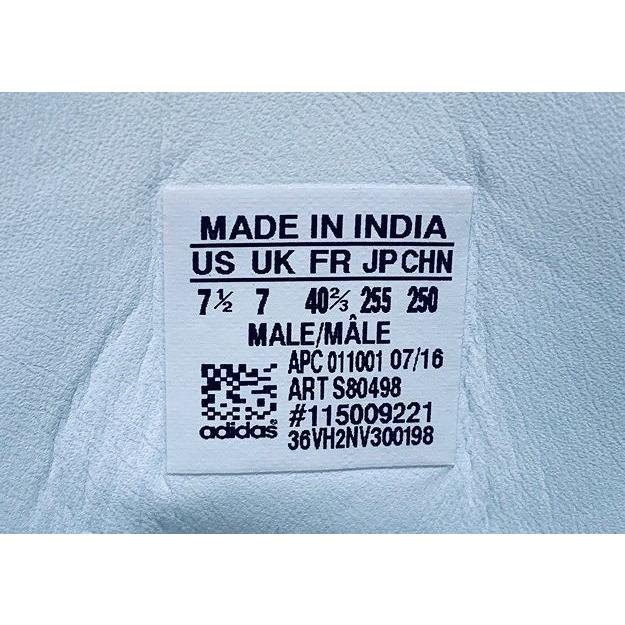 MADE IN INDIA
US UK FR JP CHN
7½ 7 40⅔ 255 250
MALE/MÂLE
APC 011001 07/16
ART S80498
#115009221
adidas®
36VH2NV300198